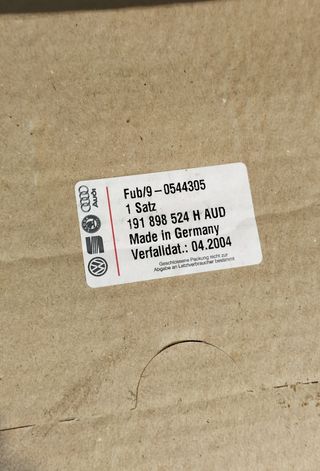 Audi
Fub/9-0544305
1 Satz
191 898 524 H AUD
Made in Germany
Verfalldat.: 04.2004
Geschlossene Packung nicht zur
Abgabe an Letztverbraucher bestimmt